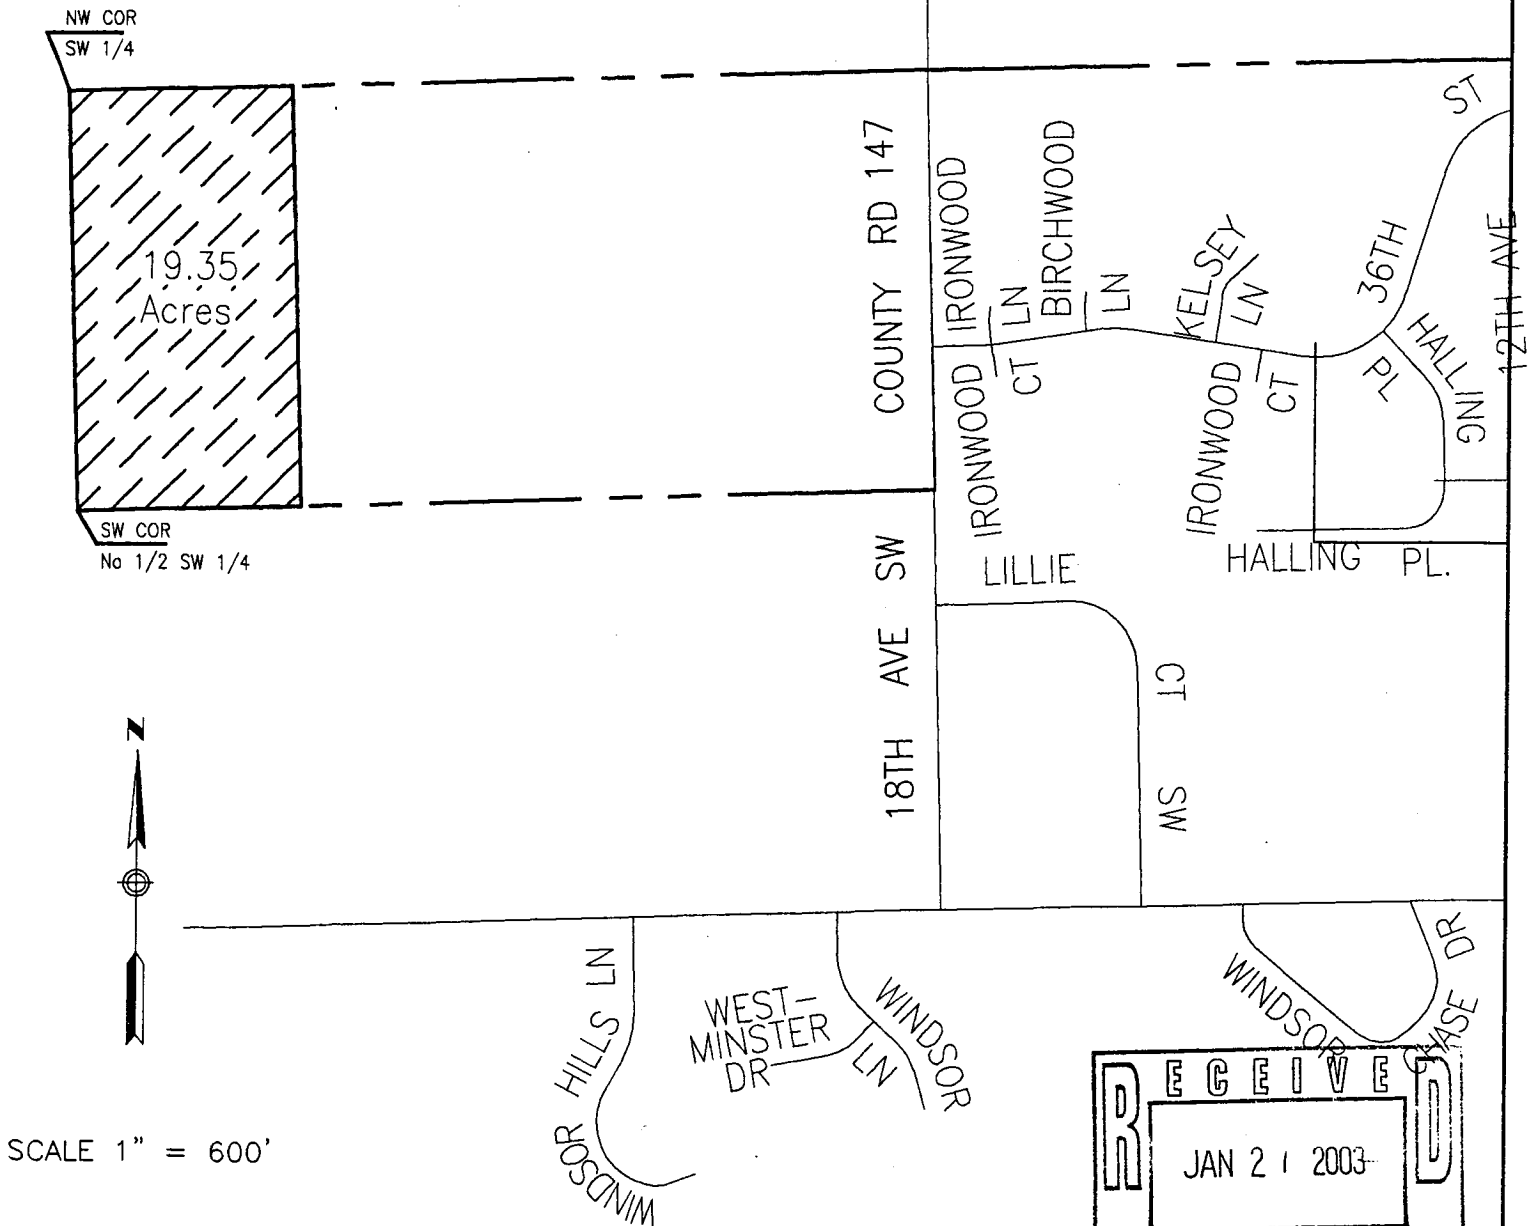 NW COR
SW 1/4
19.35
Acres
SW COR
No 1/2 SW 1/4
COUNTY RD 147
18TH AVE SW
IRONWOOD LN
BIRCHWOOD LN
KELSEY LN
36TH ST
12TH AVE
HALLING PL
IRONWOOD CT
IRONWOOD CT
HALLING PL.
LILLIE CT SW
N
WINDSOR HILLS LN
WEST-
MINSTER
DR
WINDSOR LN
WINDSOR CHASE DR
SCALE 1" = 600'
RECEIVED
JAN 2 2003